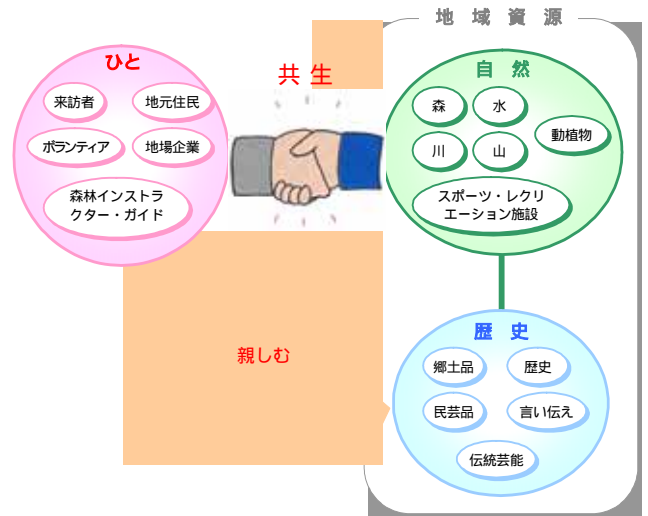 地域資源
ひと
来訪者
地元住民
ボランティア
地場企業
森林インストラ
クター・ガイド
共生
自然
森
水
動植物
川
山
スポーツ・レクリ
エーション施設
親しむ
歴史
郷土品
歴史
民芸品
言い伝え
伝統芸能